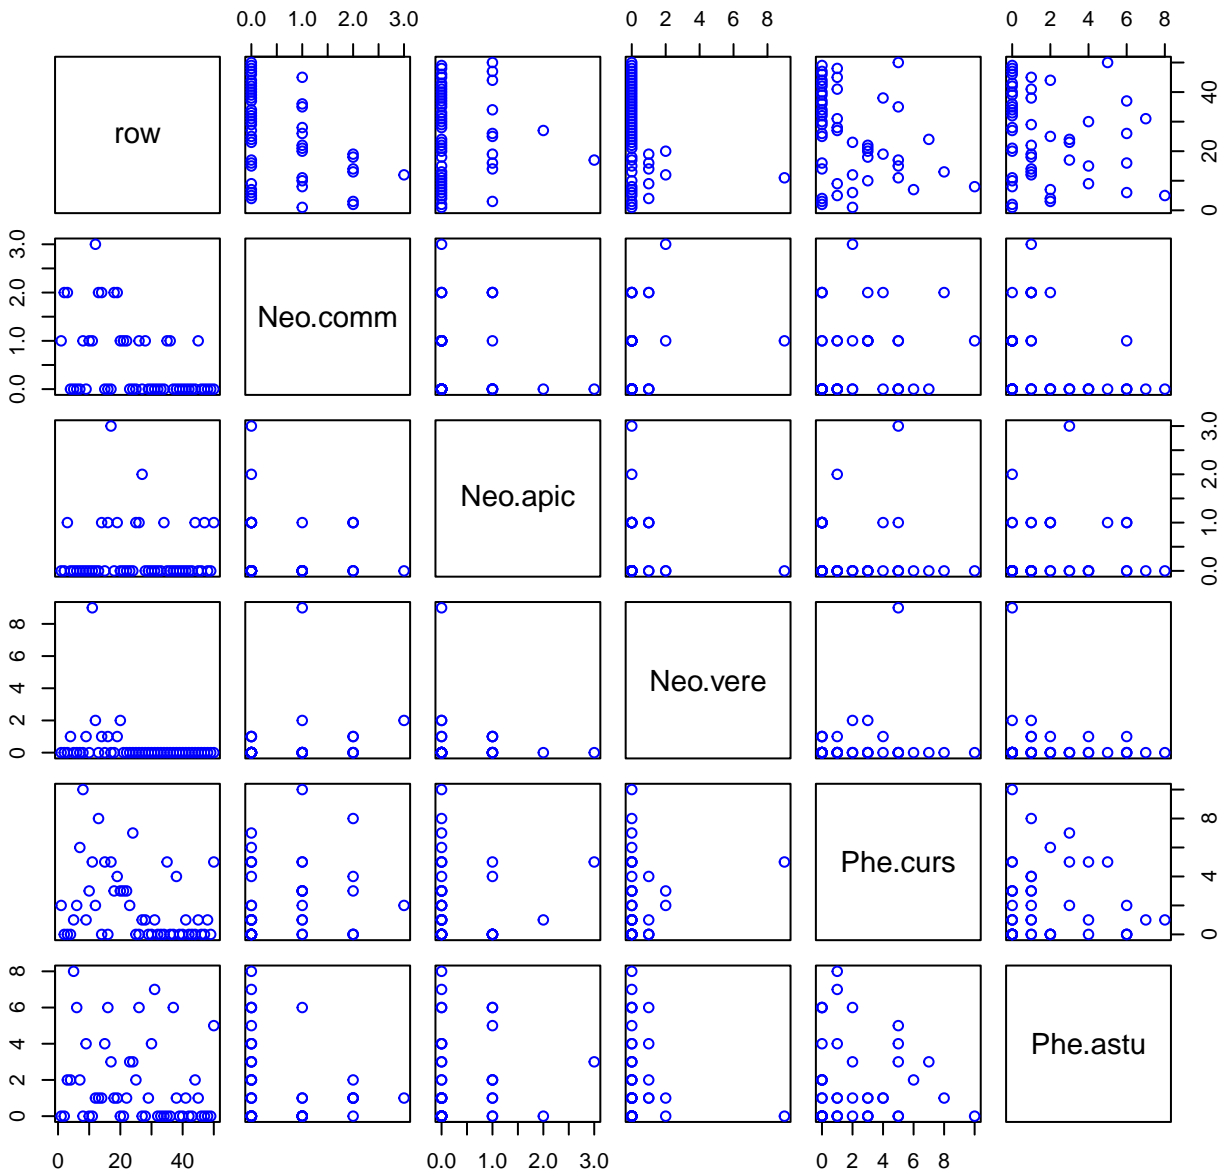 0.0 1.0 2.0 3.0 0 2 4 6 8 0 2 4 6 8
row 0 20 40
0.0 1.0 2.0 3.0 Neo.comm
Neo.apic 0.0 1.0 2.0 3.0
0 2 4 6 8 Neo.vere
Phe.curs 0 4 8
0 2 4 6 8 Phe.astu
0 20 40 0.0 1.0 2.0 3.0 0 2 4 6 8